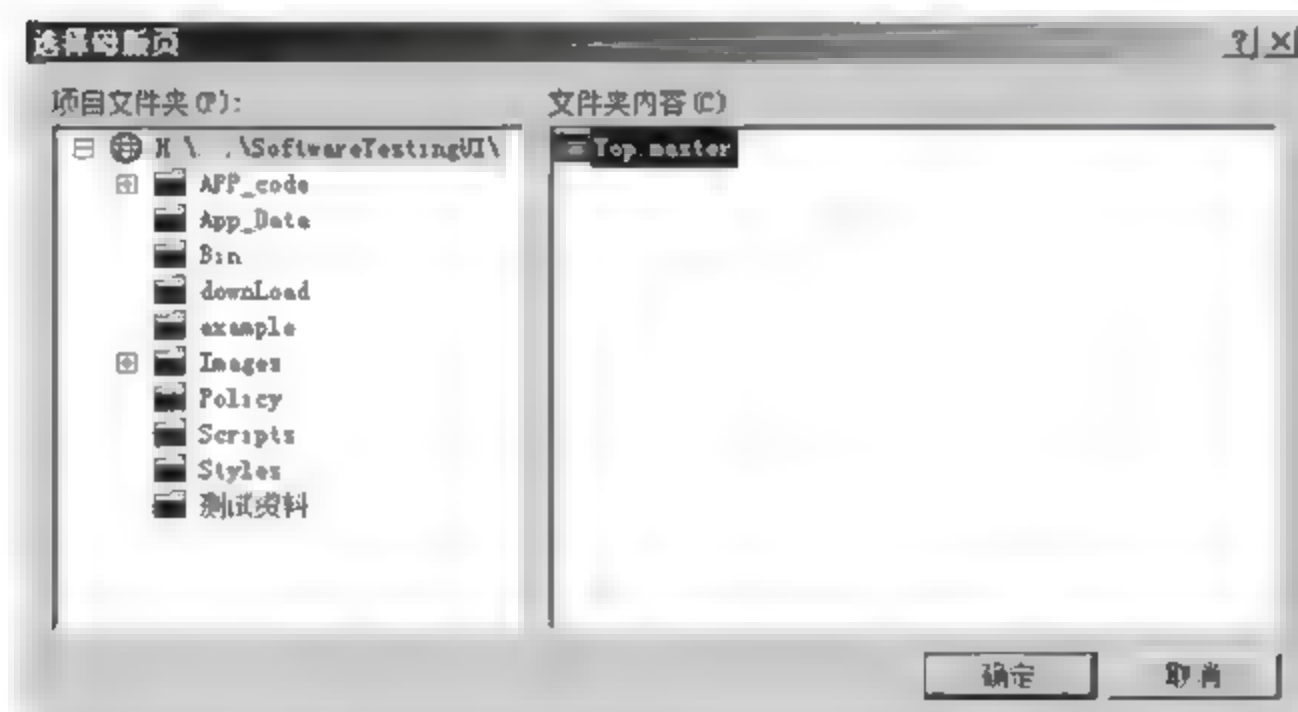 选择母版页
项目文件夹(P):
文件夹内容(C)
H \. .\SoftwareTestingUI\
APP_code
App_Data
Bin
downLoad
example
Images
Policy
Scripts
Styles
测试资料
Top.master
确定
取消